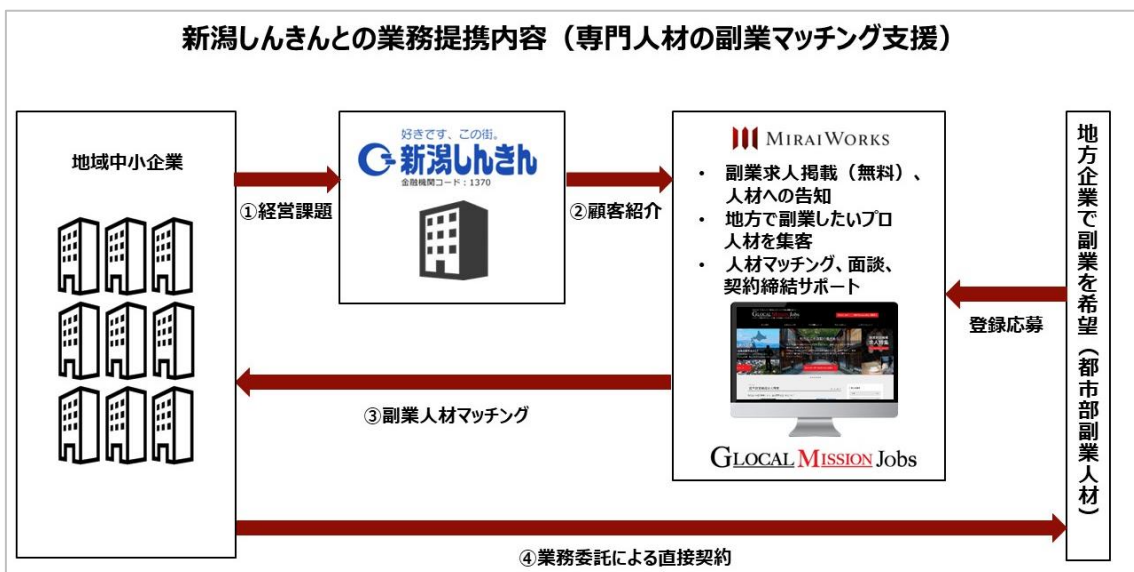 新潟しんきんとの業務提携内容（専門人材の副業マッチング支援）
地域中小企業
①経営課題
好きです、この街。
新潟しんきん
金融機関コード：1370
②顧客紹介
MIRAIWORKS
• 副業求人掲載（無料）、
人材への告知
• 地方で副業したいプロ
人材を集客
• 人材マッチング、面談、
契約締結サポート
GLOCAL MISSION JOBS
GLOCAL MISSION Jobs
登録応募
地方企業で副業を希望（都市部副業人材）
③副業人材マッチング
④業務委託による直接契約